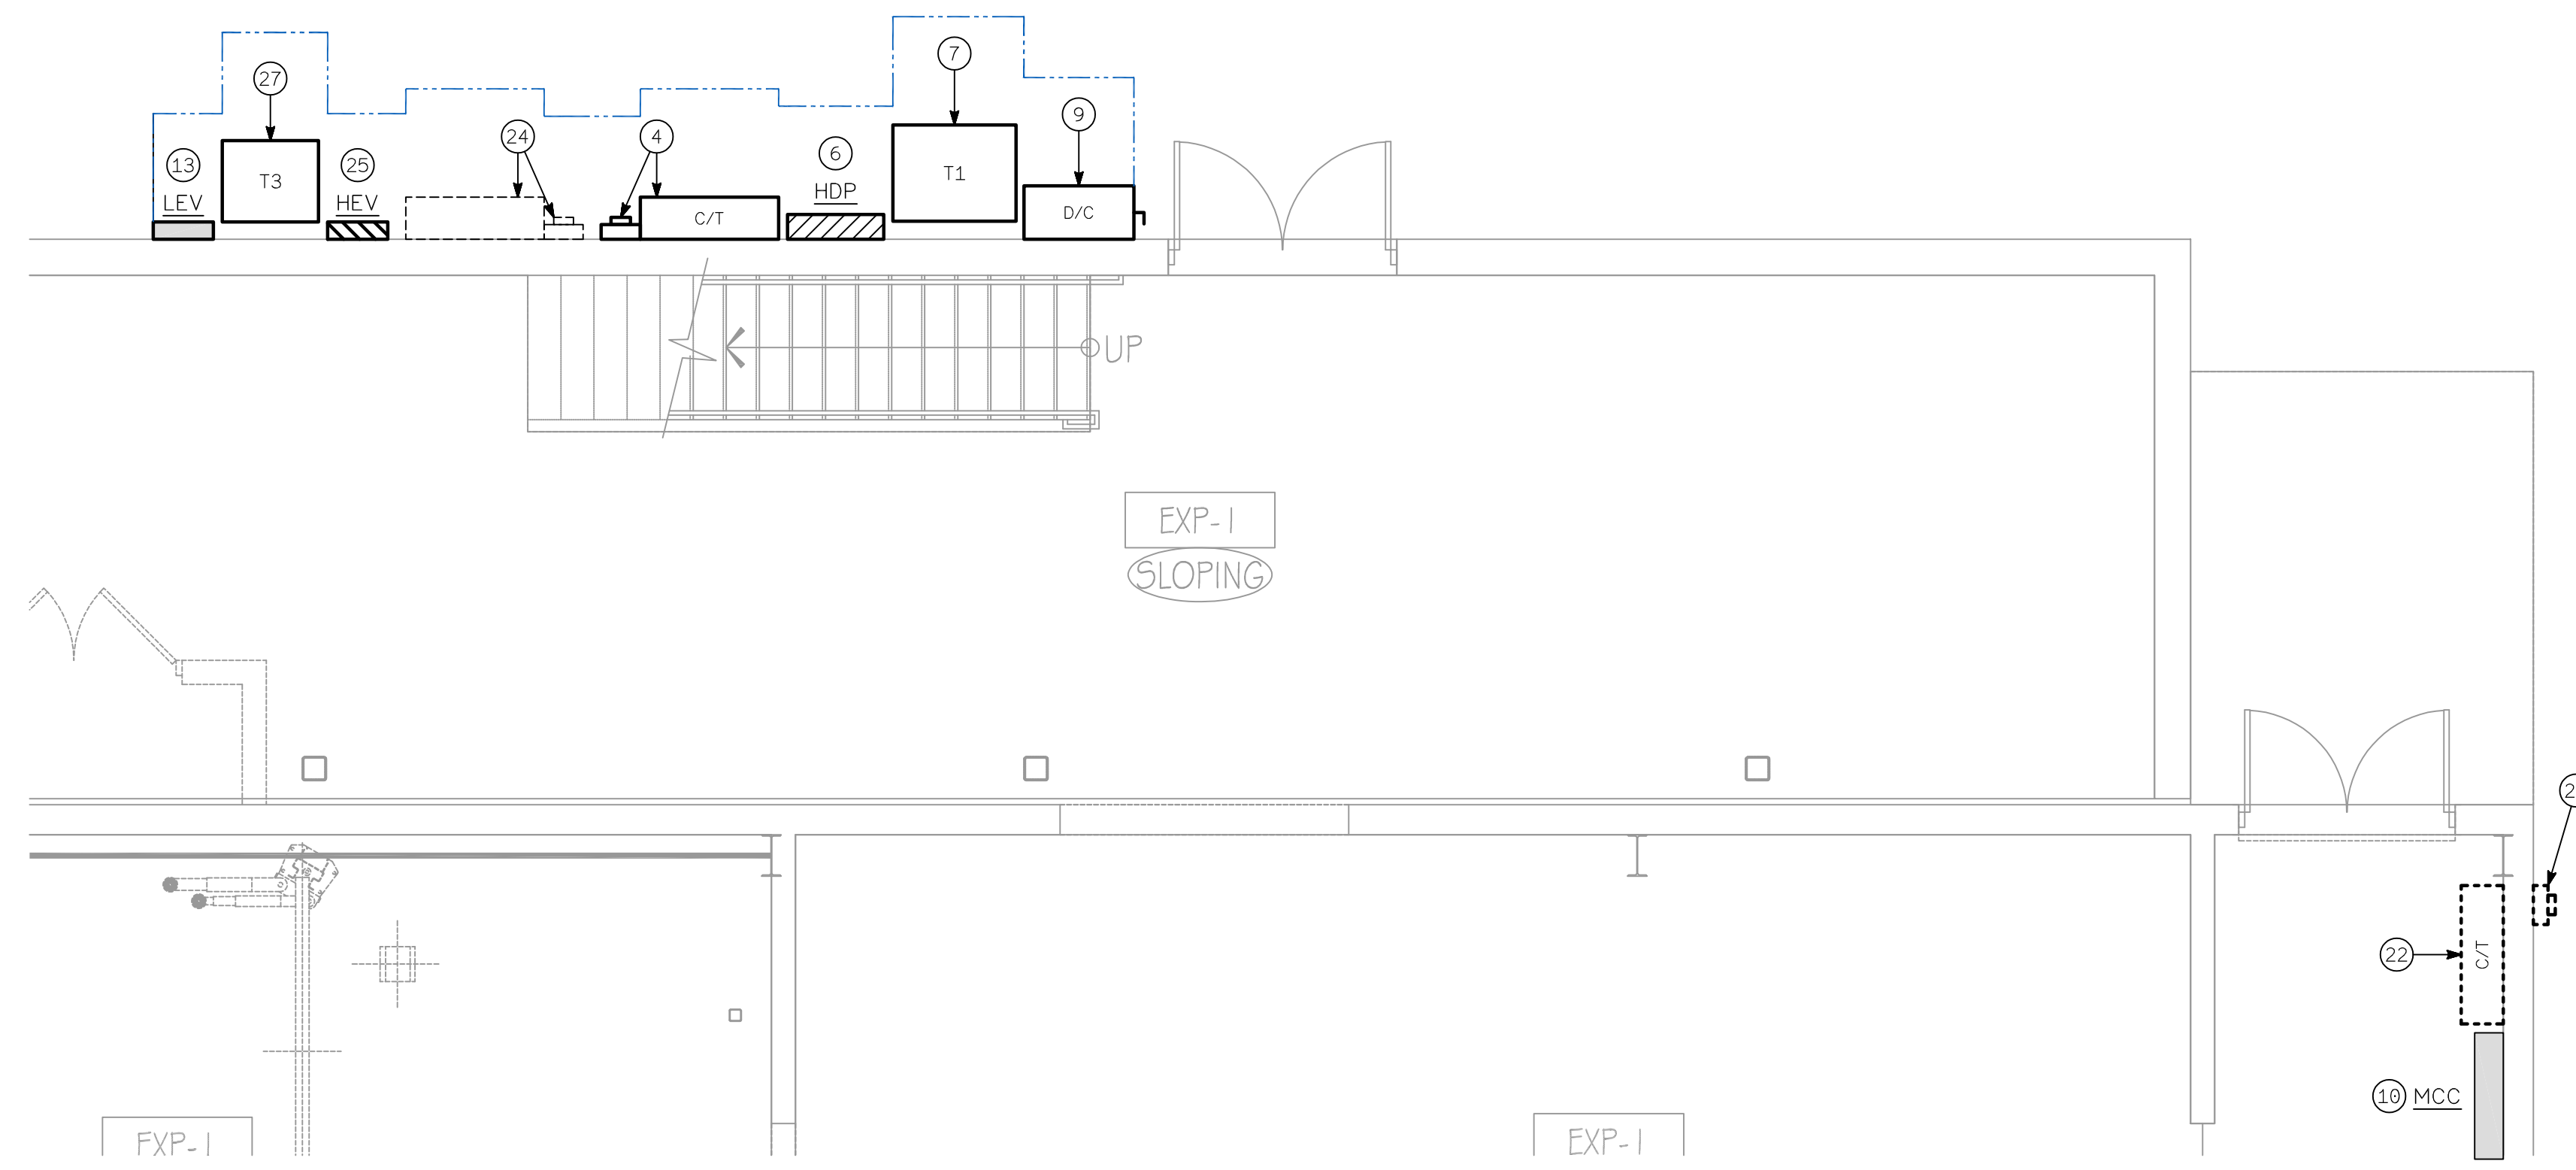 7
27
9
24
4
6
13
25
HDP
T3
T1
LEV
HEV
C/T
D/C
UP
EXP-1
SLOPING
22
C/T
10 MCC
EXP-1
EXP-1